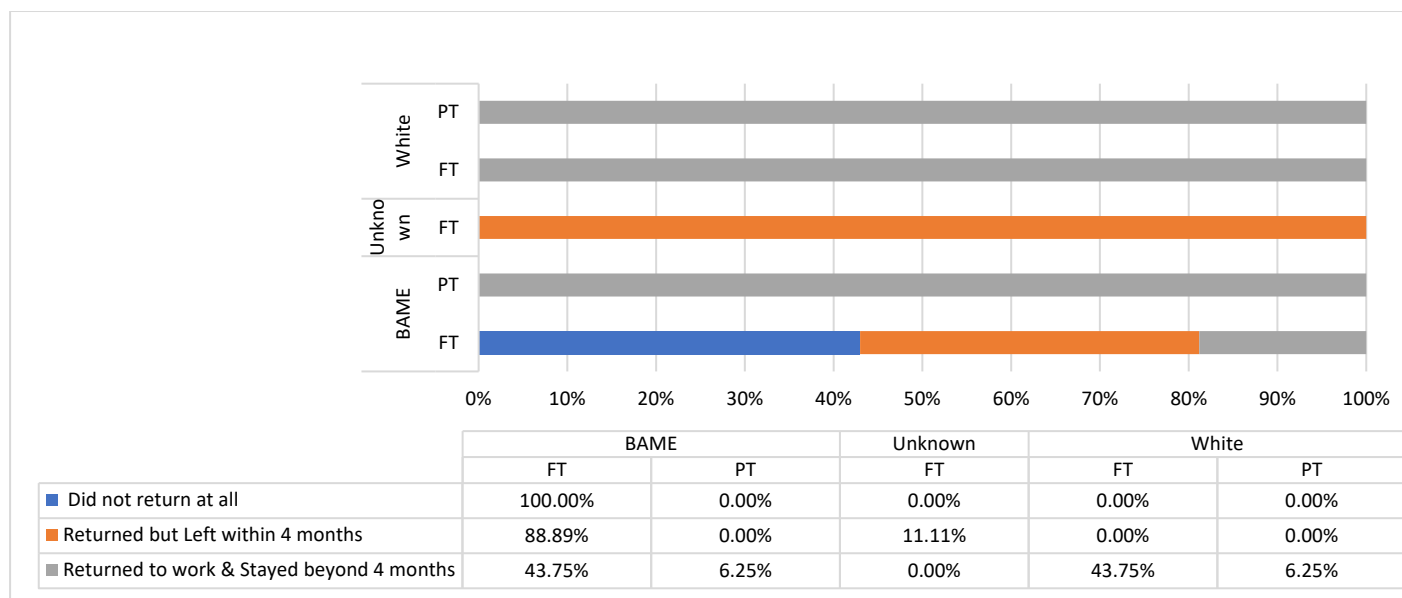 White
PT
FT
Unkno
wn
FT
BAME
PT
FT
0% 10% 20% 30% 40% 50% 60% 70% 80% 90% 100%
BAME Unknown White
FT PT FT FT PT
Did not return at all 100.00% 0.00% 0.00% 0.00% 0.00%
Returned but Left within 4 months 88.89% 0.00% 11.11% 0.00% 0.00%
Returned to work & Stayed beyond 4 months 43.75% 6.25% 0.00% 43.75% 6.25%